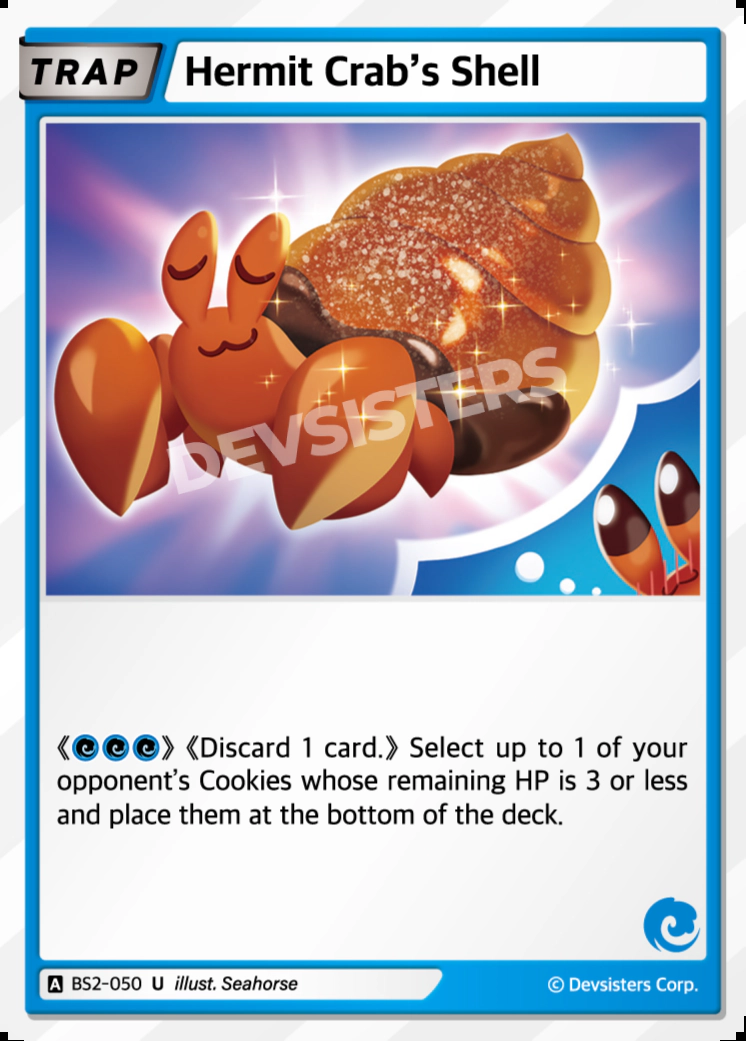 TRAP
Hermit Crab's Shell
DEVSISTERS
《》《Discard 1 card.》 Select up to 1 of your
opponent's Cookies whose remaining HP is 3 or less
and place them at the bottom of the deck.
A BS2-050 U illust. Seahorse
© Devsisters Corp.